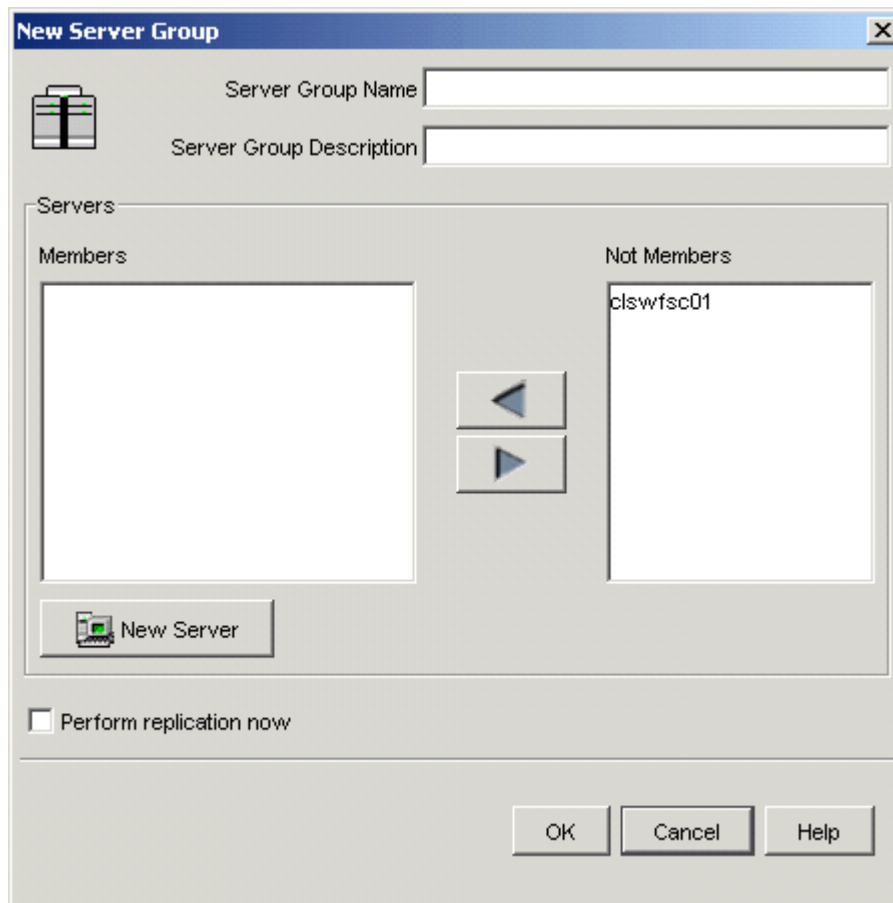 New Server Group
Server Group Name
Server Group Description
Servers
Members
Not Members
clswfsc01
New Server
Perform replication now
OK
Cancel
Help